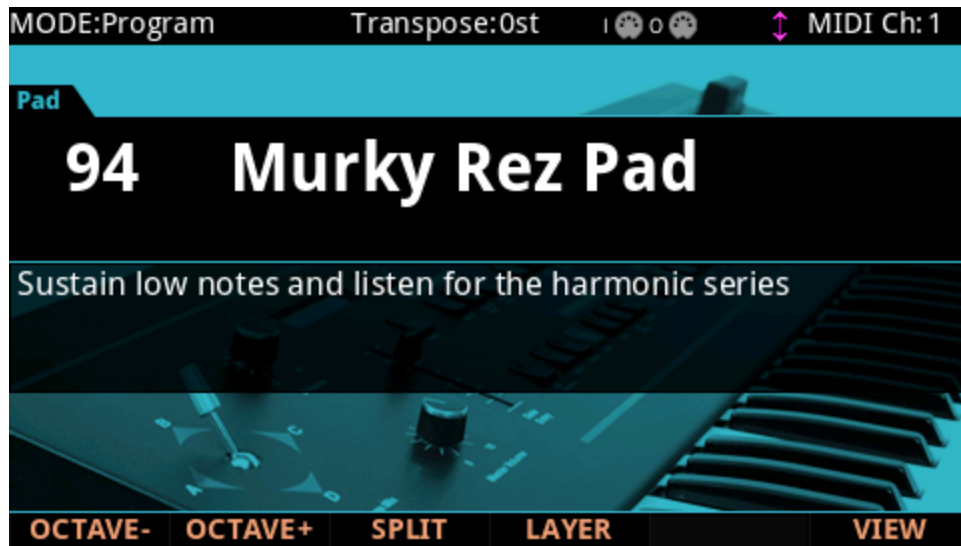 MODE:Program Transpose:0st I O MIDI Ch:1
Pad
94 Murky Rez Pad
Sustain low notes and listen for the harmonic series
B C
A D
OCTAVE- OCTAVE+ SPLIT LAYER VIEW